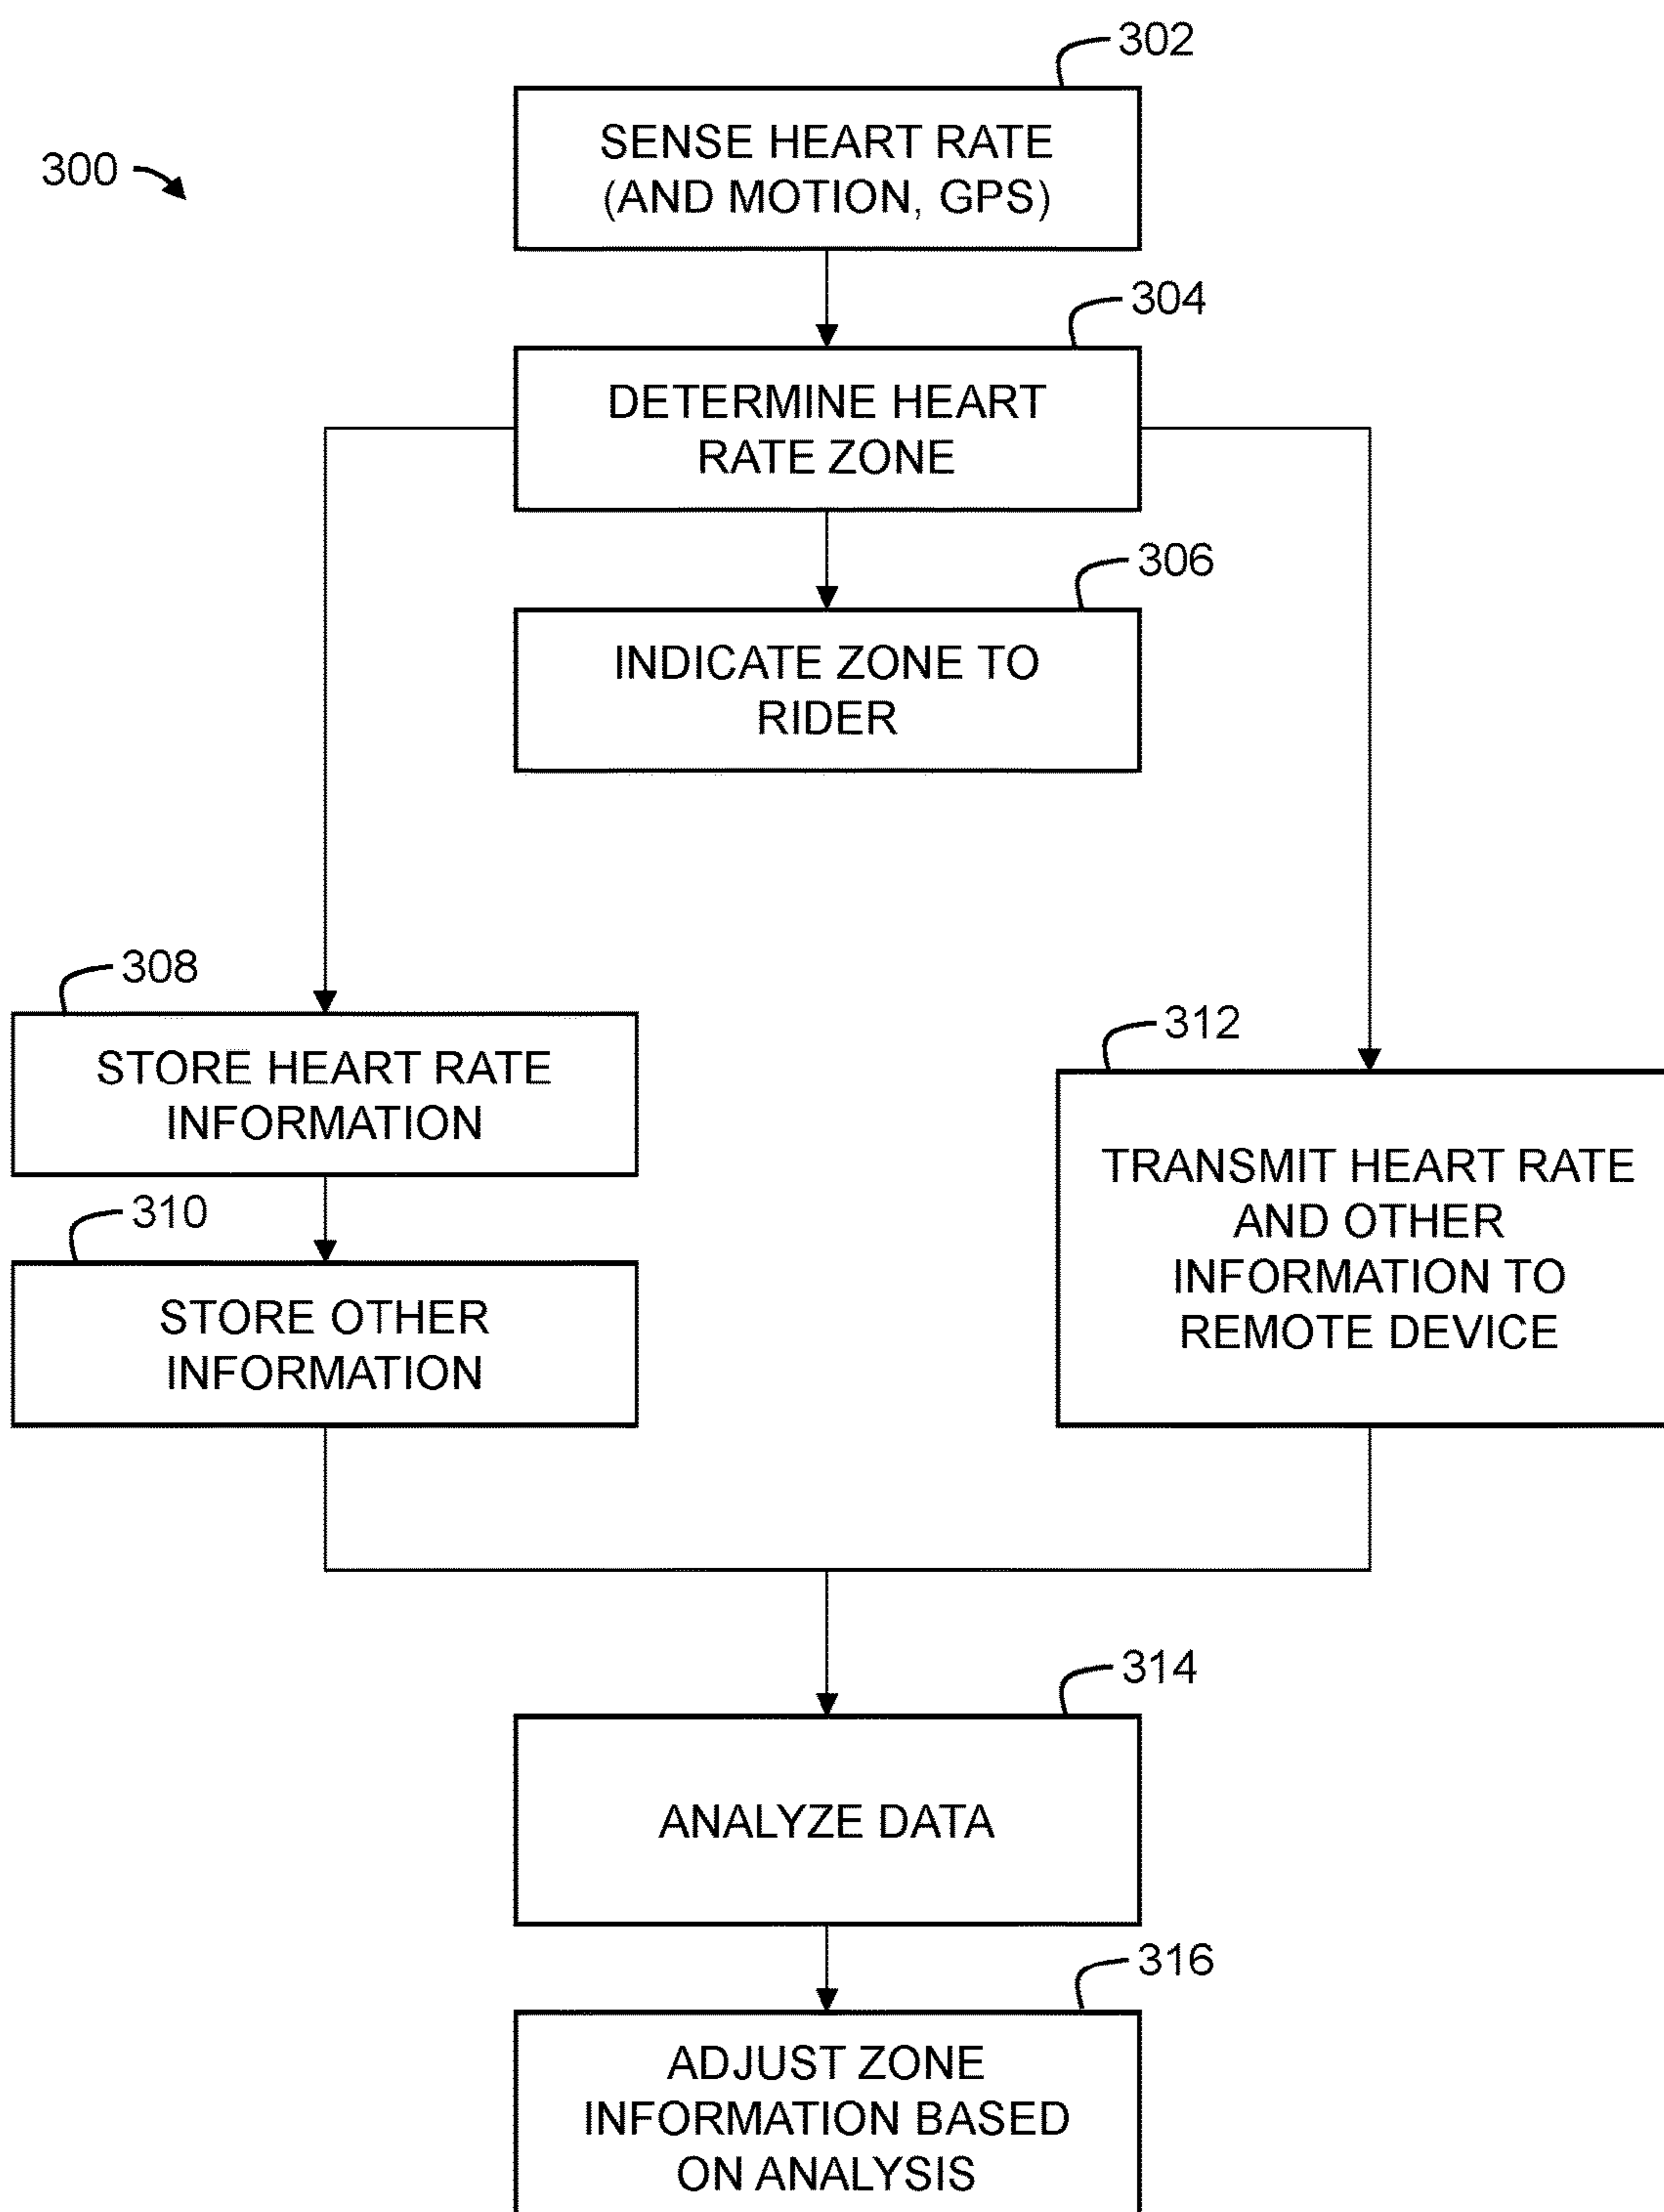 302
300
SENSE HEART RATE
(AND MOTION, GPS)
304
DETERMINE HEART
RATE ZONE
306
INDICATE ZONE TO
RIDER
308
STORE HEART RATE
INFORMATION
310
STORE OTHER
INFORMATION
312
TRANSMIT HEART RATE
AND OTHER
INFORMATION TO
REMOTE DEVICE
314
ANALYZE DATA
316
ADJUST ZONE
INFORMATION BASED
ON ANALYSIS